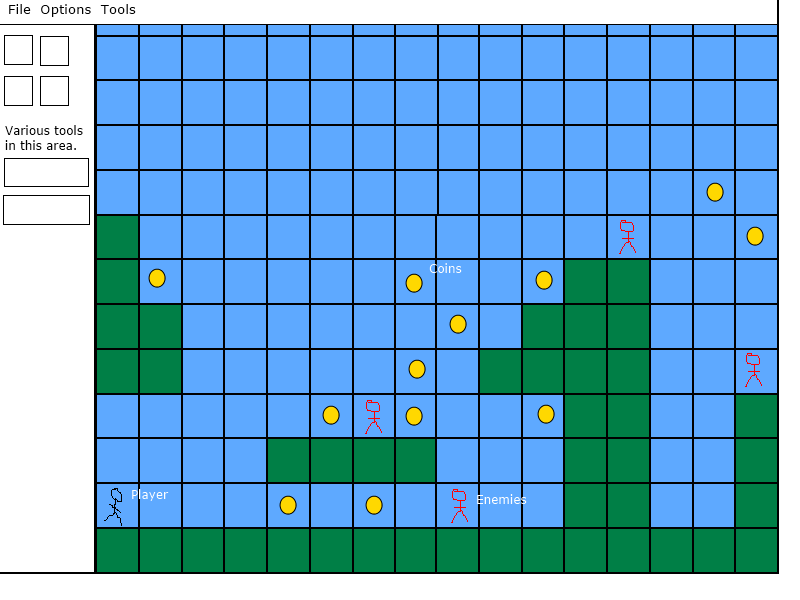 File Options Tools
Various tools
in this area.
Coins
Player
Enemies